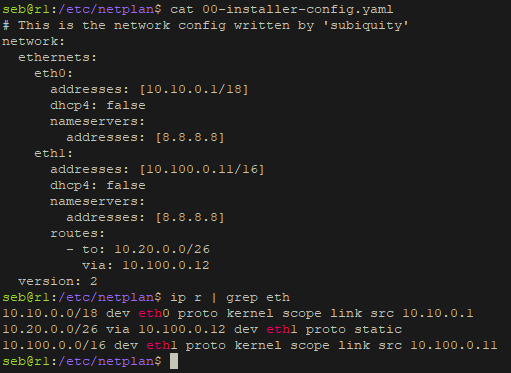 seb@r1:/etc/netplan$ cat 00-installer-config.yaml
# This is the network config written by 'subiquity'
network:
  ethernets:
    eth0:
      addresses: [10.10.0.1/18]
      dhcp4: false
      nameservers:
        addresses: [8.8.8.8]
    eth1:
      addresses: [10.100.0.11/16]
      dhcp4: false
      nameservers:
        addresses: [8.8.8.8]
      routes:
        - to: 10.20.0.0/26
          via: 10.100.0.12
  version: 2
seb@r1:/etc/netplan$ ip r | grep eth
10.10.0.0/18 dev eth0 proto kernel scope link src 10.10.0.1
10.20.0.0/26 via 10.100.0.12 dev eth1 proto static
10.100.0.0/16 dev eth1 proto kernel scope link src 10.100.0.11
seb@r1:/etc/netplan$